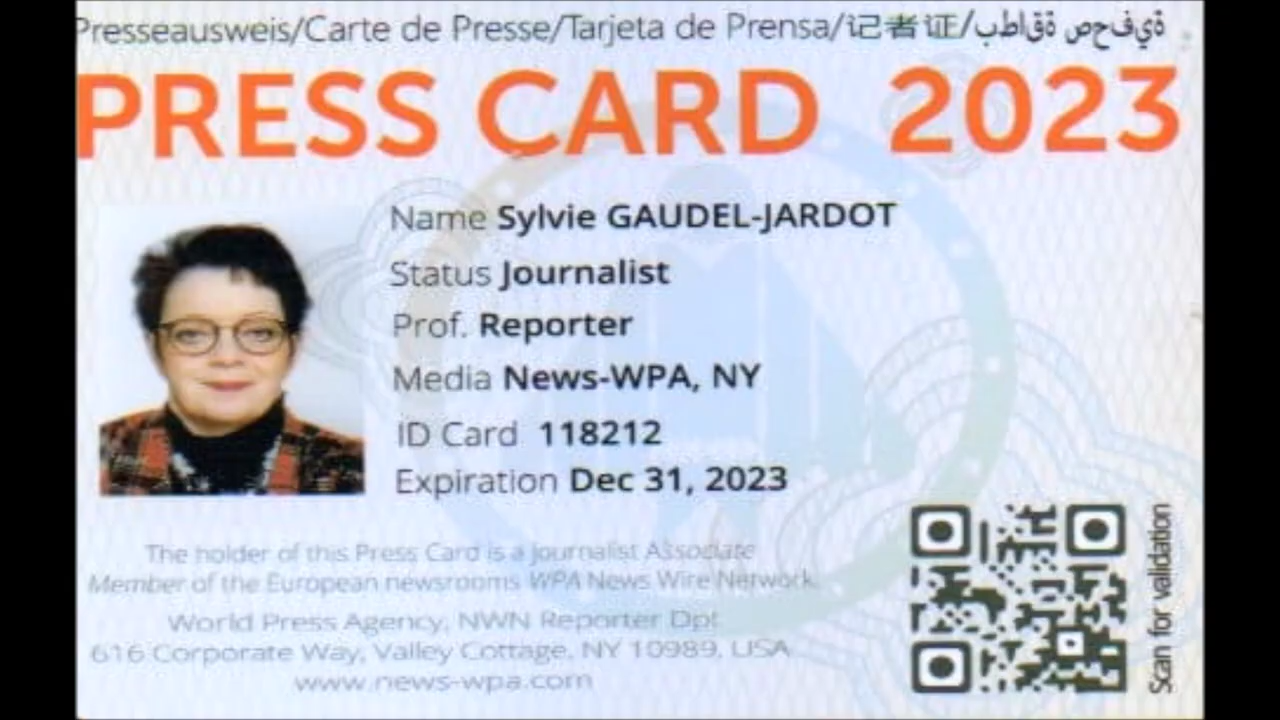 Presseausweis/Carte de Presse/Tarjeta de Prensa/记者证/ةيفحص ةقاطب
PRESS CARD 2023
Name Sylvie GAUDEL-JARDOT
Status Journalist
Prof. Reporter
Media News-WPA, NY
ID Card 118212
Expiration Dec 31, 2023
The holder of this Press Card is a Journalist Associate
Member of the European newsrooms WPA News Wire Network.
World Press Agency, NWN Reporter Dpt.
616 Corporate Way, Valley Cottage, NY 10989, USA
www.news-wpa.com
Scan for validation